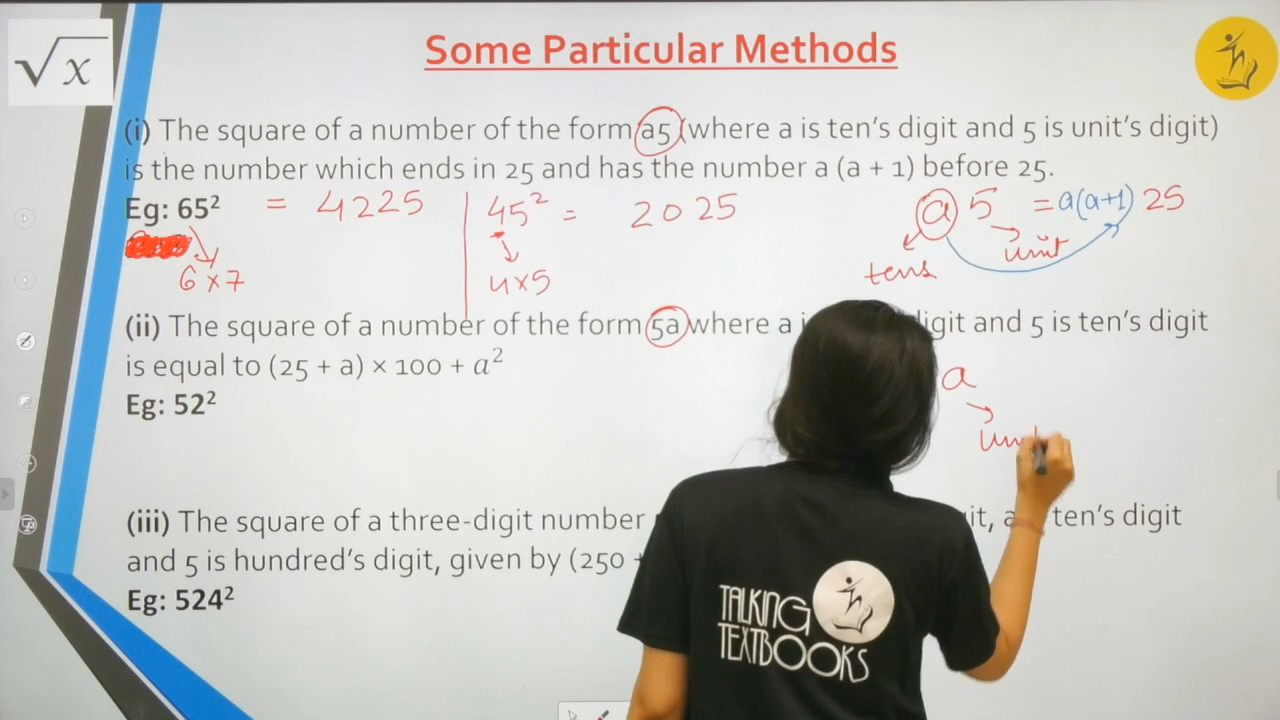 √x
Some Particular Methods
(i) The square of a number of the form a5 (where a is ten's digit and 5 is unit's digit)
is the number which ends in 25 and has the number a (a + 1) before 25.
Eg: 65² = 4225
6 × 7
45² = 2025
4×5
a 5 = a(a+1) 25
tens
unit
(ii) The square of a number of the form 5a where a digit and 5 is ten's digit
is equal to (25 + a) × 100 + a²
Eg: 52²
a
(iii) The square of a three-digit number ten's digit
and 5 is hundred's digit, given by (250
Eg: 524²
TALKING
TEXTBOOKS